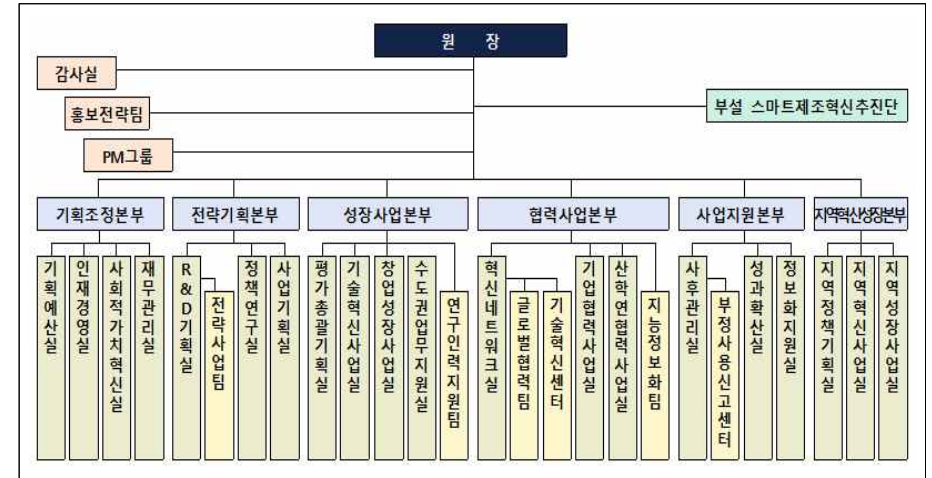 원 장
감사실
홍보전략팀
부설 스마트제조혁신추진단
PM그룹
기획조정본부
전략기획본부
성장사업본부
협력사업본부
사업지원본부
지역혁신성장본부
기획예산실
인재경영실
사회적가치혁신실
재무관리실
R&D기획실
전략사업팀
정책연구실
사업기획실
평가총괄기획실
기술혁신사업실
창업성장사업실
수도권업무지원실
연구인력지원팀
혁신네트워크실
글로벌협력팀
기술혁신센터
기업협력사업실
산학연협력사업실
지능정보화팀
사후관리실
부정사용신고센터
성과확산실
정보화지원실
지역정책기획실
지역혁신사업실
지역성장사업실